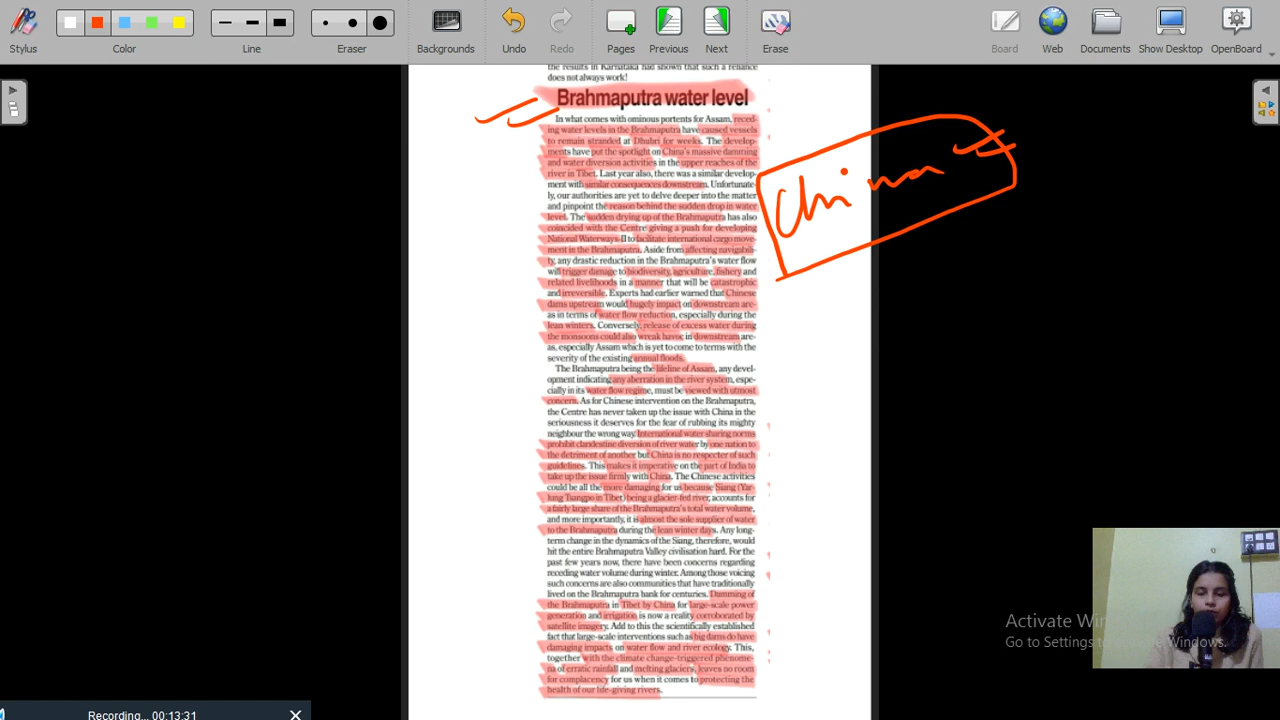 Stylus
Color
Line
Eraser
Backgrounds
Undo
Redo
Pages
Previous
Next
Erase
Board
Web
Documents
Show Desktop
OpenBoard
the results in Karnataka had shown that such a reliance
does not always work!
Brahmaputra water level
In what comes with ominous portents for Assam, reced-
ing water levels in the Brahmaputra have caused vessels
to remain stranded at Dhubri for weeks. The develop-
ments have put the spotlight on China's massive damming
and water diversion activities in the upper reaches of the
river in Tibet. Last year also, there was a similar develop-
ment with similar consequences downstream. Unfortunate-
ly, our authorities are yet to delve deeper into the matter
and pinpoint the reason behind the sudden drop in water
level. The sudden drying up of the Brahmaputra has also
coincided with the Centre giving a push for developing
National Waterways II to facilitate international cargo move-
ment in the Brahmaputra. Aside from affecting navigabili-
ty, any drastic reduction in the Brahmaputra's water flow
will trigger damage to biodiversity, agriculture, fishery and
related livelihoods in a manner that will be catastrophic
and irreversible. Experts had earlier warned that Chinese
dams upstream would hugely impact on downstream are-
as in terms of water flow reduction, especially during the
lean winters. Conversely, release of excess water during
the monsoons could also wreak havoc in downstream are-
as, especially Assam which is yet to come to terms with the
severity of the existing annual floods.
The Brahmaputra being the lifeline of Assam, any devel-
opment indicating any aberration in the river system, espe-
cially in its water flow regime, must be viewed with utmost
concern. As for Chinese intervention on the Brahmaputra,
the Centre has never taken up the issue with China in the
seriousness it deserves for the fear of rubbing its mighty
neighbour the wrong way. International water sharing norms
prohibit clandestine diversion of river water by one nation to
the detriment of another but China is no respecter of such
guidelines. This makes it imperative on the part of India to
take up the issue firmly with China. The Chinese activities
could be all the more damaging for us because Siang (Yar-
lung Tsangpo in Tibet) being a glacier-fed river, accounts for
a fairly large share of the Brahmaputra's total water volume,
and more importantly, it is almost the sole supplier of water
to the Brahmaputra during the lean winter days. Any long-
term change in the dynamics of the Siang, therefore, would
hit the entire Brahmaputra Valley civilisation hard. For the
past few years now, there have been concerns regarding
receding water volume during winter. Among those voicing
such concerns are also communities that have traditionally
lived on the Brahmaputra bank for centuries. Damming of
the Brahmaputra in Tibet by China for large-scale power
generation and irrigation is now a reality corroborated by
satellite imagery. Add to this the scientifically established
fact that large-scale interventions such as big dams do have
damaging impacts on water flow and river ecology. This,
together with the climate change-triggered phenome-
na of erratic rainfall and melting glaciers, leaves no room
for complacency for us when it comes to protecting the
health of our life-giving rivers.
China
Activate Win
Go to Settings to Windows.
Recording... 00:13:31